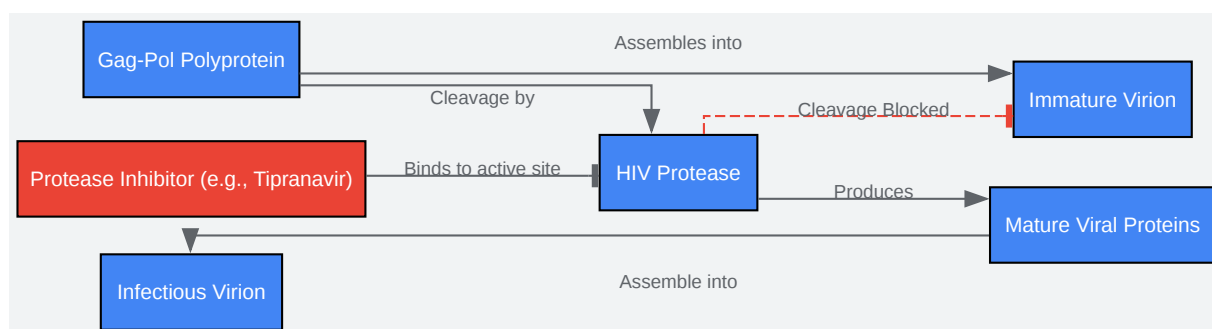 Gag-Pol Polyprotein
Assembles into
Cleavage by
Immature Virion
Cleavage Blocked
Protease Inhibitor (e.g., Tipranavir)
Binds to active site
HIV Protease
Produces
Mature Viral Proteins
Infectious Virion
Assemble into